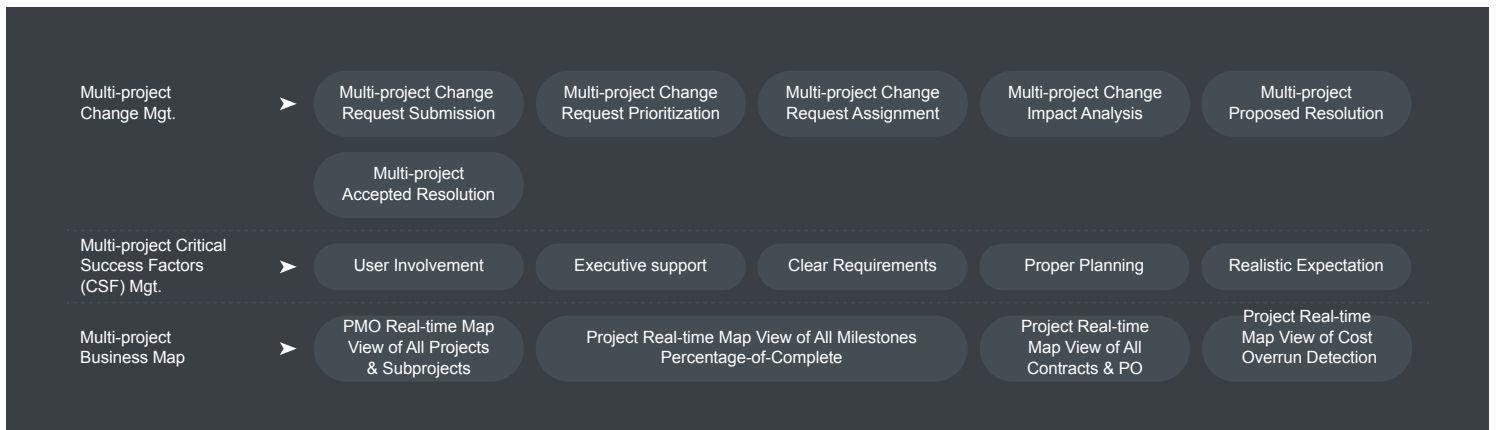 Multi-project
Change Mgt.
Multi-project Change
Request Submission
Multi-project Change
Request Prioritization
Multi-project Change
Request Assignment
Multi-project Change
Impact Analysis
Multi-project
Proposed Resolution
Multi-project
Accepted Resolution
Multi-project Critical
Success Factors
(CSF) Mgt.
User Involvement
Executive support
Clear Requirements
Proper Planning
Realistic Expectation
Multi-project
Business Map
PMO Real-time Map
View of All Projects
& Subprojects
Project Real-time Map View of All Milestones
Percentage-of-Complete
Project Real-time
Map View of All
Contracts & PO
Project Real-time
Map View of Cost
Overrun Detection